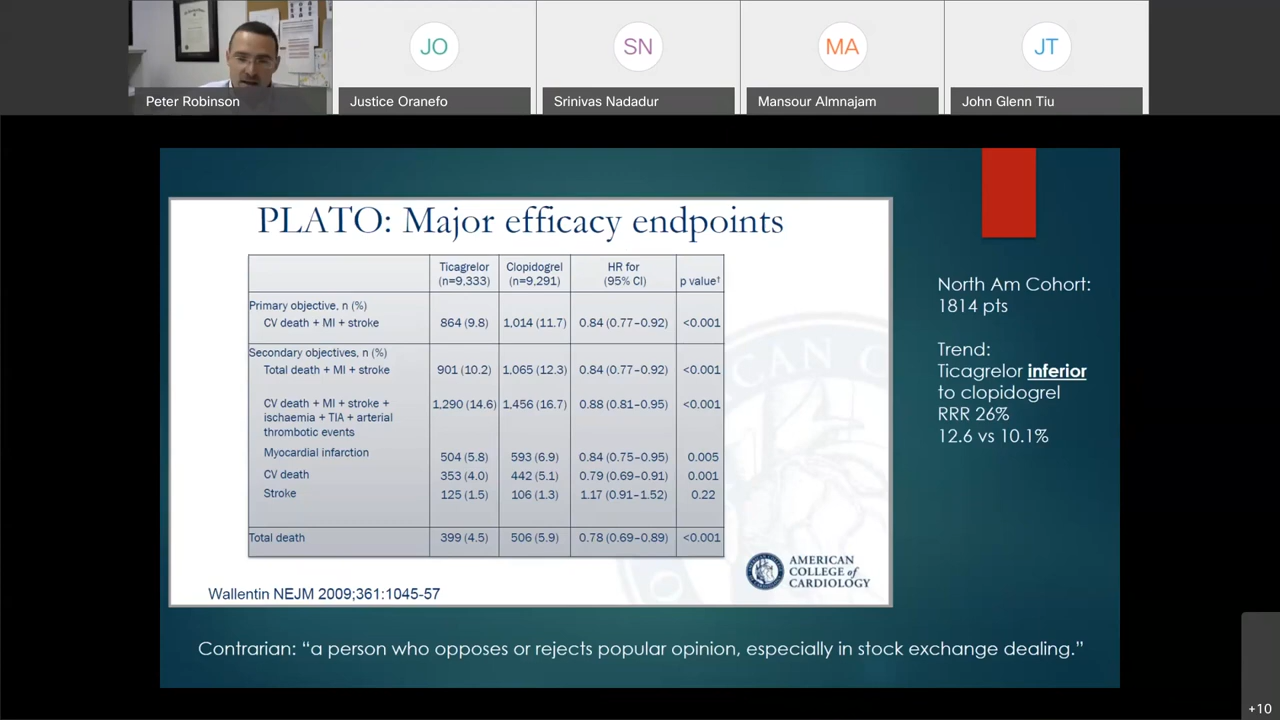 JO
SN
MA
JT
Peter Robinson
Justice Oranefo
Srinivas Nadadur
Mansour Almnajam
John Glenn Tiu
PLATO: Major efficacy endpoints
Ticagrelor (n=9,333) Clopidogrel (n=9,291) HR for (95% CI) p value†
Primary objective, n (%)
CV death + MI + stroke 864 (9.8) 1,014 (11.7) 0.84 (0.77–0.92) <0.001
Secondary objectives, n (%)
Total death + MI + stroke 901 (10.2) 1,065 (12.3) 0.84 (0.77–0.92) <0.001
CV death + MI + stroke + 1,290 (14.6) 1,456 (16.7) 0.88 (0.81–0.95) <0.001
ischaemia + TIA + arterial
thrombotic events
Myocardial infarction 504 (5.8) 593 (6.9) 0.84 (0.75–0.95) 0.005
CV death 353 (4.0) 442 (5.1) 0.79 (0.69–0.91) 0.001
Stroke 125 (1.5) 106 (1.3) 1.17 (0.91–1.52) 0.22
Total death 399 (4.5) 506 (5.9) 0.78 (0.69–0.89) <0.001
AMERICAN
COLLEGE of
CARDIOLOGY
Wallentin NEJM 2009;361:1045-57
North Am Cohort:
1814 pts
Trend:
Ticagrelor inferior
to clopidogrel
RRR 26%
12.6 vs 10.1%
Contrarian: “a person who opposes or rejects popular opinion, especially in stock exchange dealing.”
+10